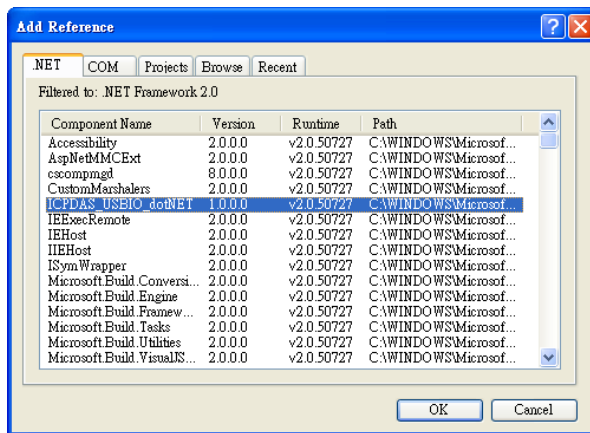 Add Reference
.NET COM Projects Browse Recent
Filtered to: .NET Framework 2.0
Component Name Version Runtime Path
Accessibility 2.0.0.0 v2.0.50727 C:\WINDOWS\Microsof...
AspNetMMCExt 2.0.0.0 v2.0.50727 C:\WINDOWS\Microsof...
cscompmgd 8.0.0.0 v2.0.50727 C:\WINDOWS\Microsof...
CustomMarshalers 2.0.0.0 v2.0.50727 C:\WINDOWS\Microsof...
ICPDAS_USBIO_dotNET 1.0.0.0 v2.0.50727 C:\WINDOWS\Microsof...
IEExecRemote 2.0.0.0 v2.0.50727 C:\WINDOWS\Microsof...
IEHost 2.0.0.0 v2.0.50727 C:\WINDOWS\Microsof...
IIEHost 2.0.0.0 v2.0.50727 C:\WINDOWS\Microsof...
ISymWrapper 2.0.0.0 v2.0.50727 C:\WINDOWS\Microsof...
Microsoft.Build.Conversi... 2.0.0.0 v2.0.50727 C:\WINDOWS\Microsof...
Microsoft.Build.Engine 2.0.0.0 v2.0.50727 C:\WINDOWS\Microsof...
Microsoft.Build.Framew... 2.0.0.0 v2.0.50727 C:\WINDOWS\Microsof...
Microsoft.Build.Tasks 2.0.0.0 v2.0.50727 C:\WINDOWS\Microsof...
Microsoft.Build.Utilities 2.0.0.0 v2.0.50727 C:\WINDOWS\Microsof...
Microsoft.Build.VisualJS... 2.0.0.0 v2.0.50727 C:\WINDOWS\Microsof...
OK Cancel